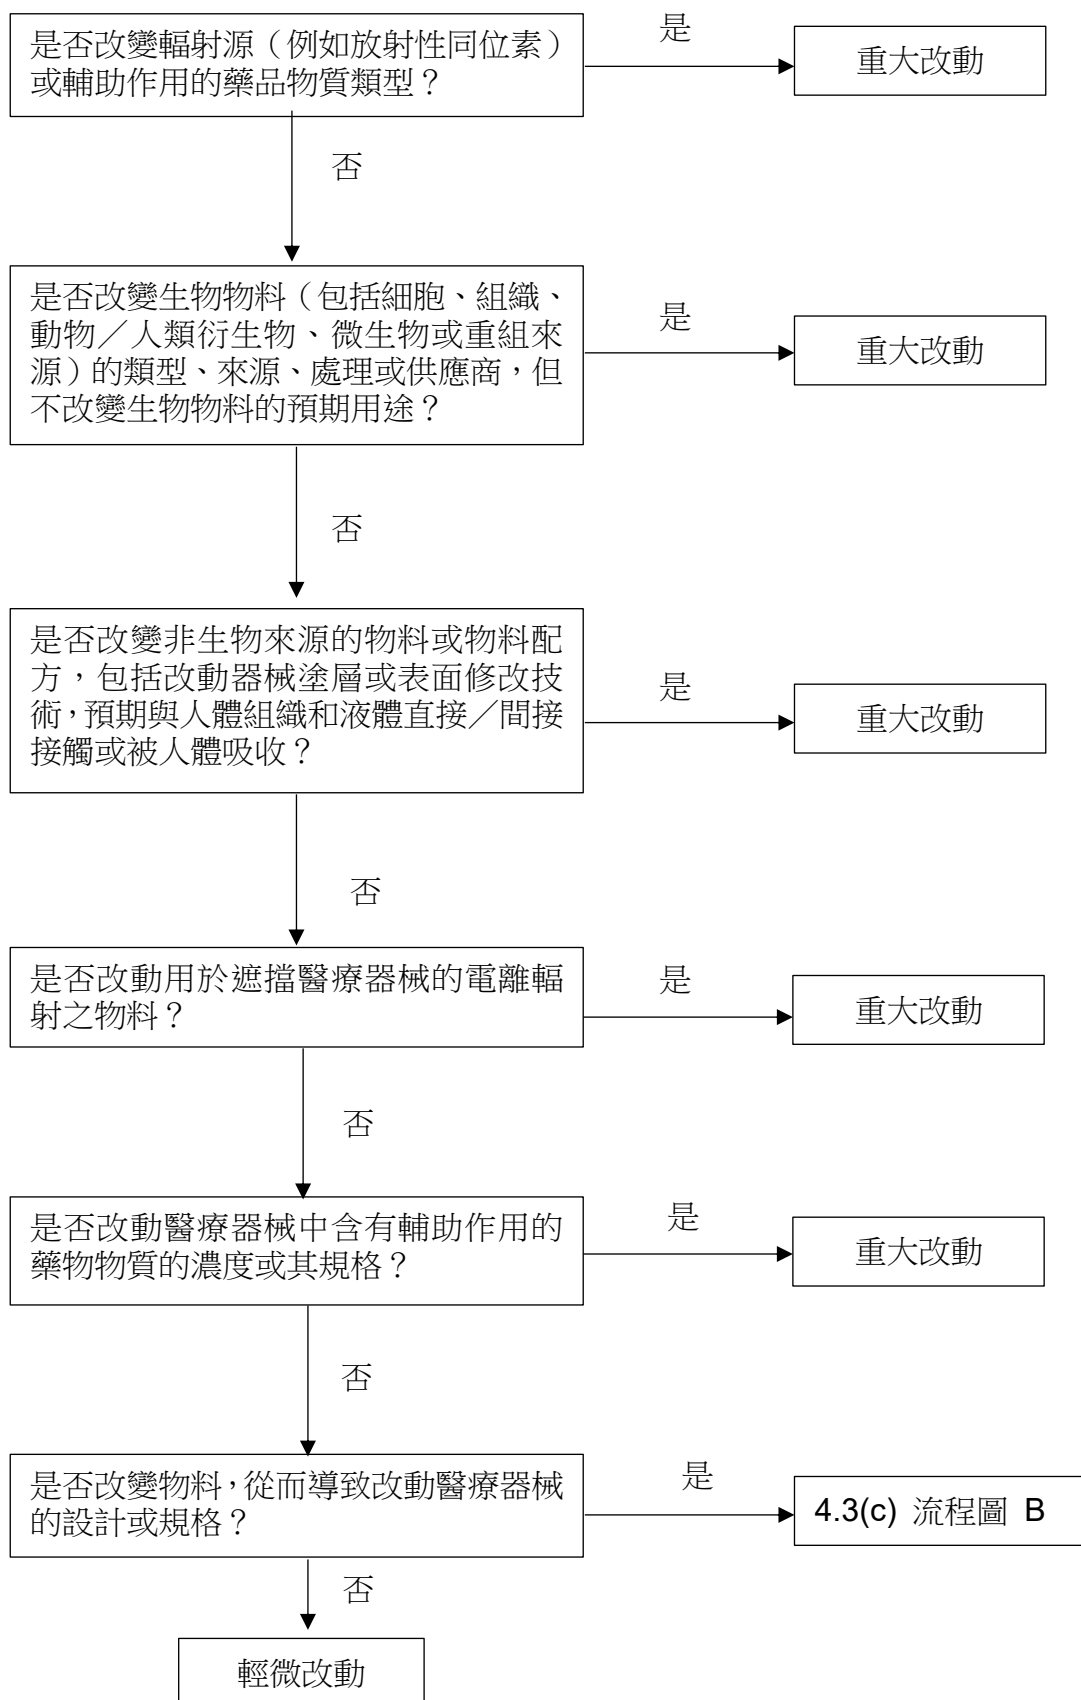 是否改變輻射源（例如放射性同位素）
或輔助作用的藥品物質類型？
是
重大改動
否
是否改變生物物料（包括細胞、組織、
動物／人類衍生物、微生物或重組來
源）的類型、來源、處理或供應商，但
不改變生物物料的預期用途？
是
重大改動
否
是否改變非生物來源的物料或物料配
方，包括改動器械塗層或表面修改技
術，預期與人體組織和液體直接／間接
接觸或被人體吸收？
是
重大改動
否
是否改動用於遮擋醫療器械的電離輻
射之物料？
是
重大改動
否
是否改動醫療器械中含有輔助作用的
藥物物質的濃度或其規格？
是
重大改動
否
是否改變物料，從而導致改動醫療器械
的設計或規格？
是
4.3(c) 流程圖 B
否
輕微改動